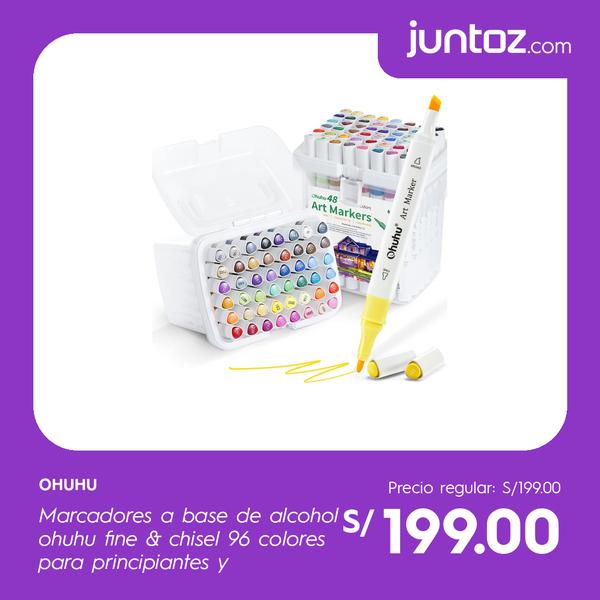 juntoz.com
Ohuhu 48
Art Markers
Ohuhu® Art Marker
OHUHU
Precio regular: S/199.00
Marcadores a base de alcohol
ohuhu fine & chisel 96 colores
para principiantes y
S/199.00